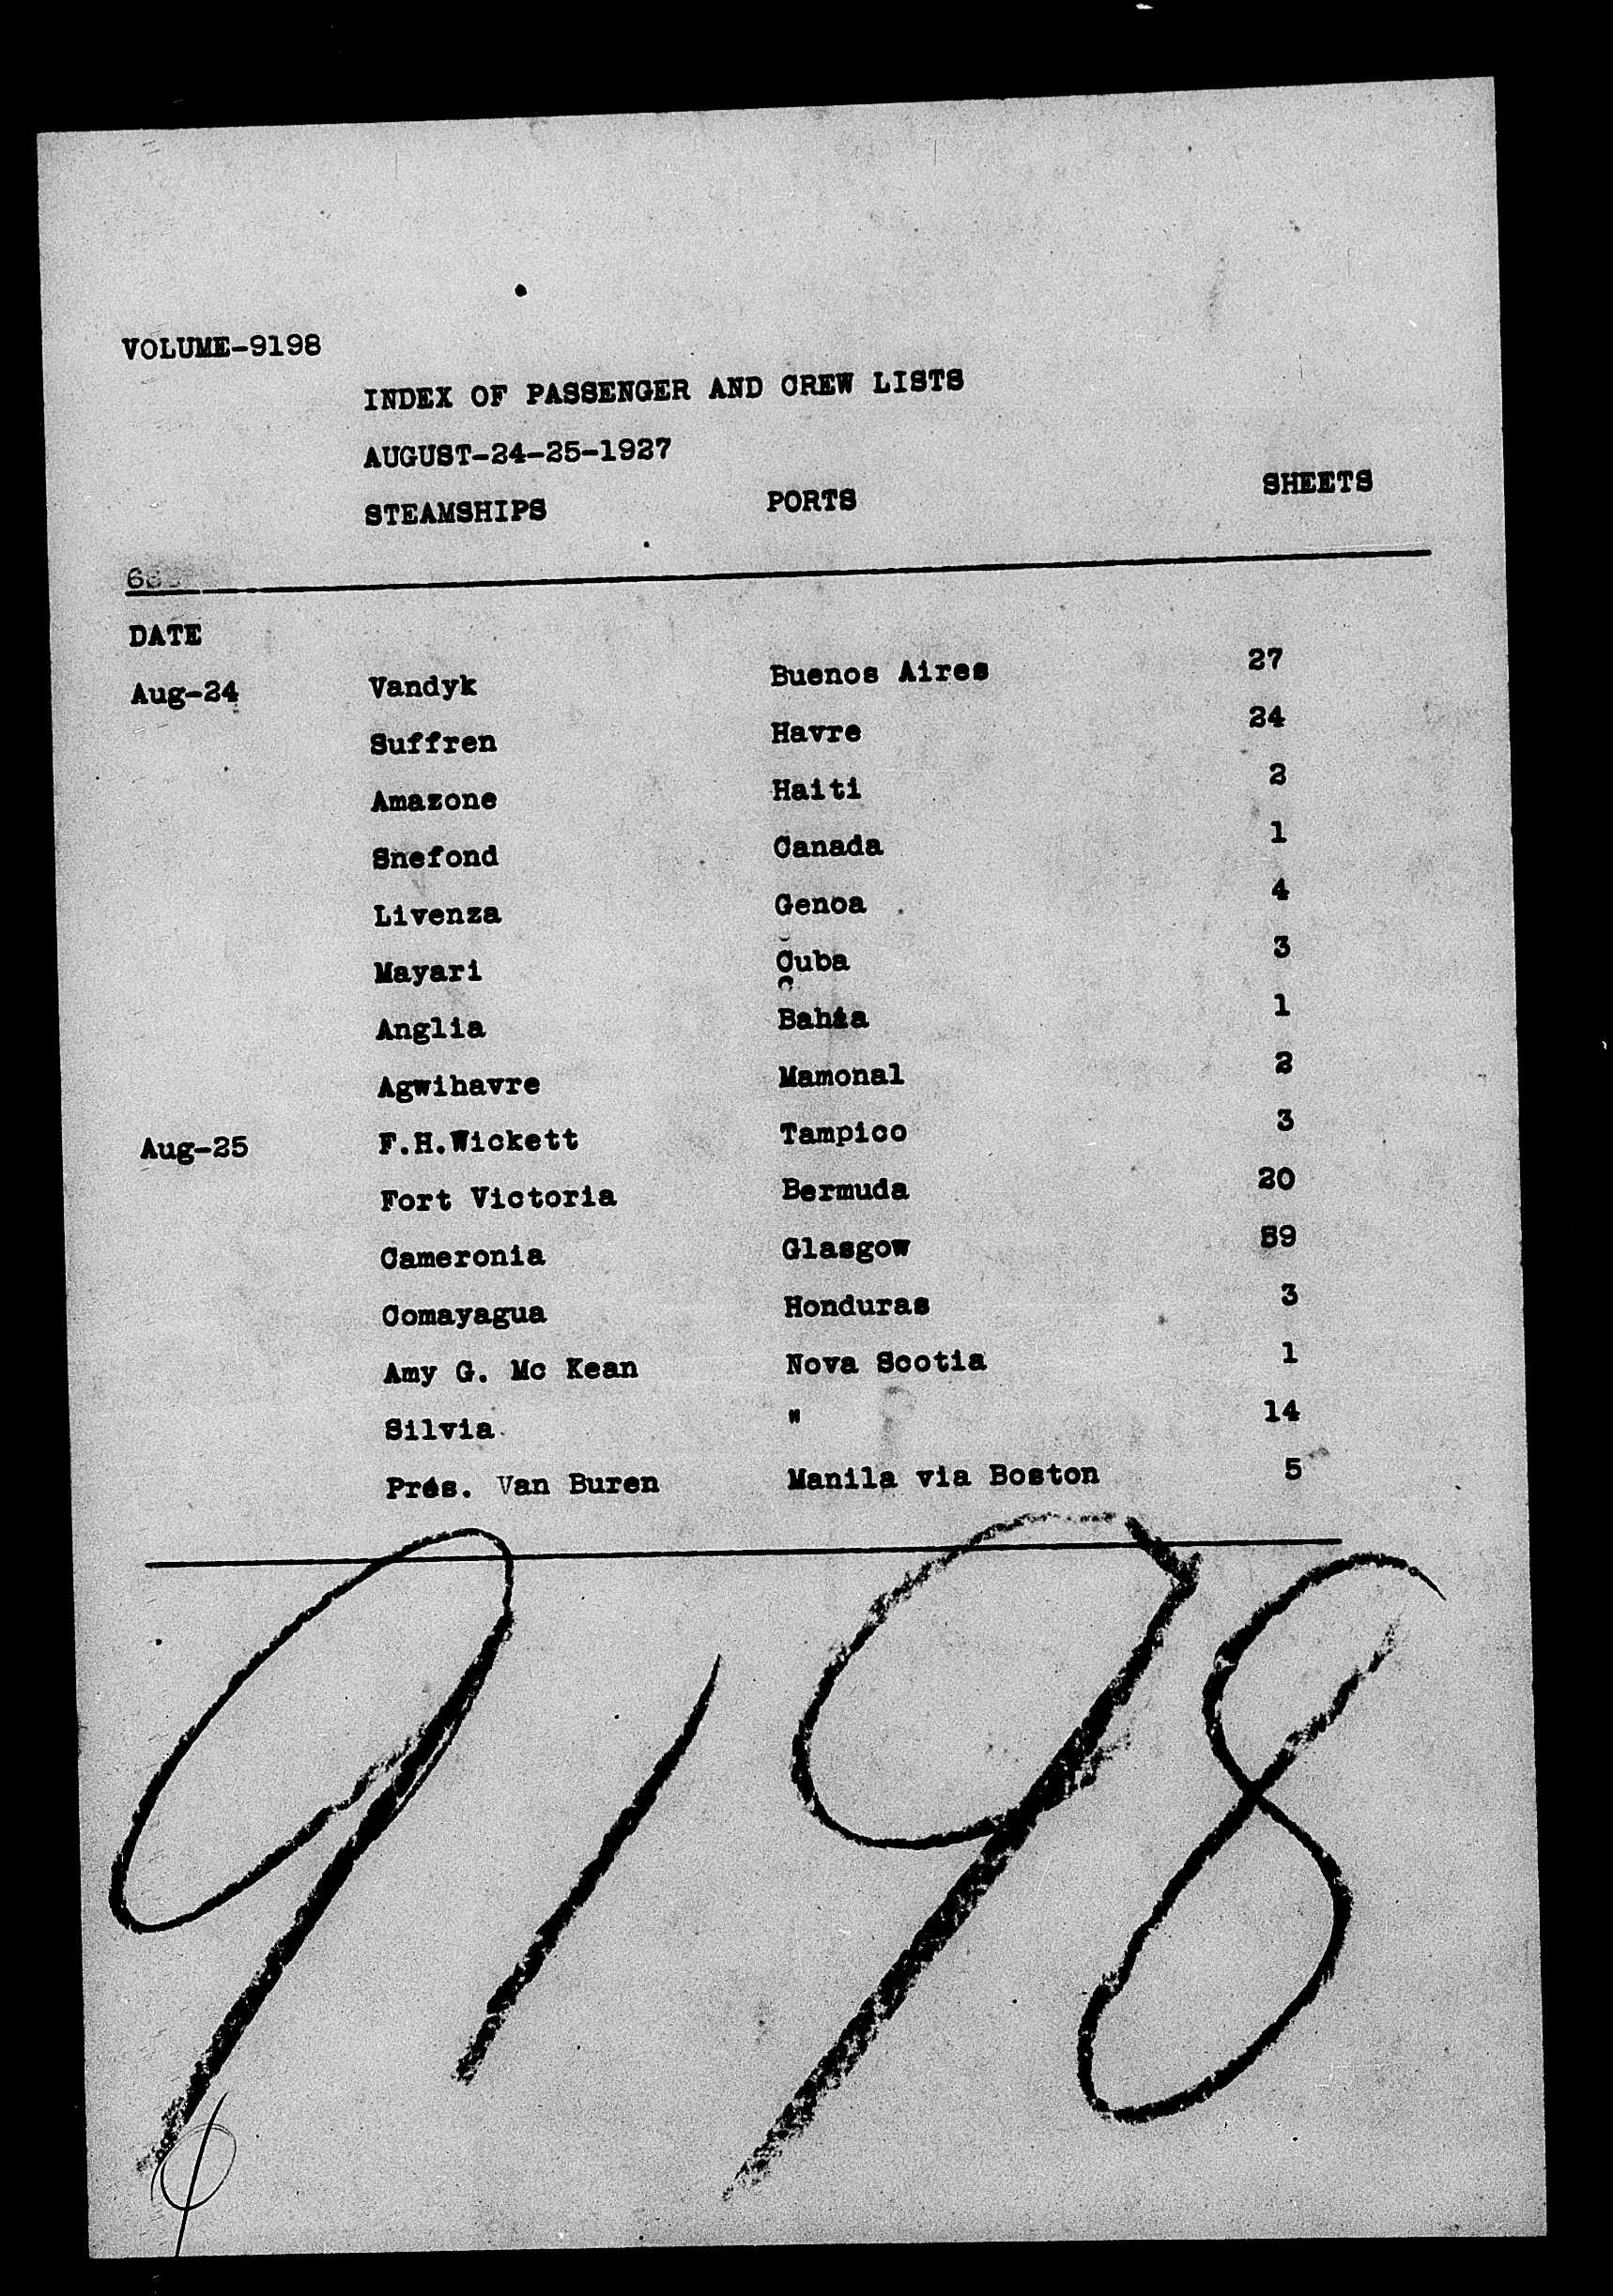 VOLUME-9198
INDEX OF PASSENGER AND CREW LISTS
AUGUST-24-25-1927
STEAMSHIPS PORTS SHEETS
DATE
Aug-24 Vandyk Buenos Aires 27
Suffren Havre 24
Amazone Haiti 2
Snefond Canada 1
Livenza Genoa 4
Mayari Cuba 3
Anglia Bahia 1
Agwihavre Mamonal 2
Aug-25 F.H.Wickett Tampico 3
Fort Victoria Bermuda 20
Cameronia Glasgow 59
Comayagua Honduras 3
Amy G. Mc Kean Nova Scotia 1
Silvia " 14
Pres. Van Buren Manila via Boston 5
9198